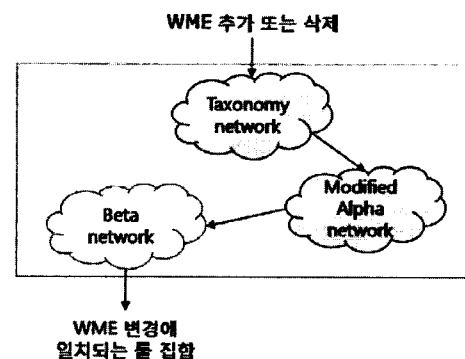 WME 추가 또는 삭제
Taxonomy
network
Modified
Alpha
network
Beta
network
WME 변경에
일치되는 룰 집합